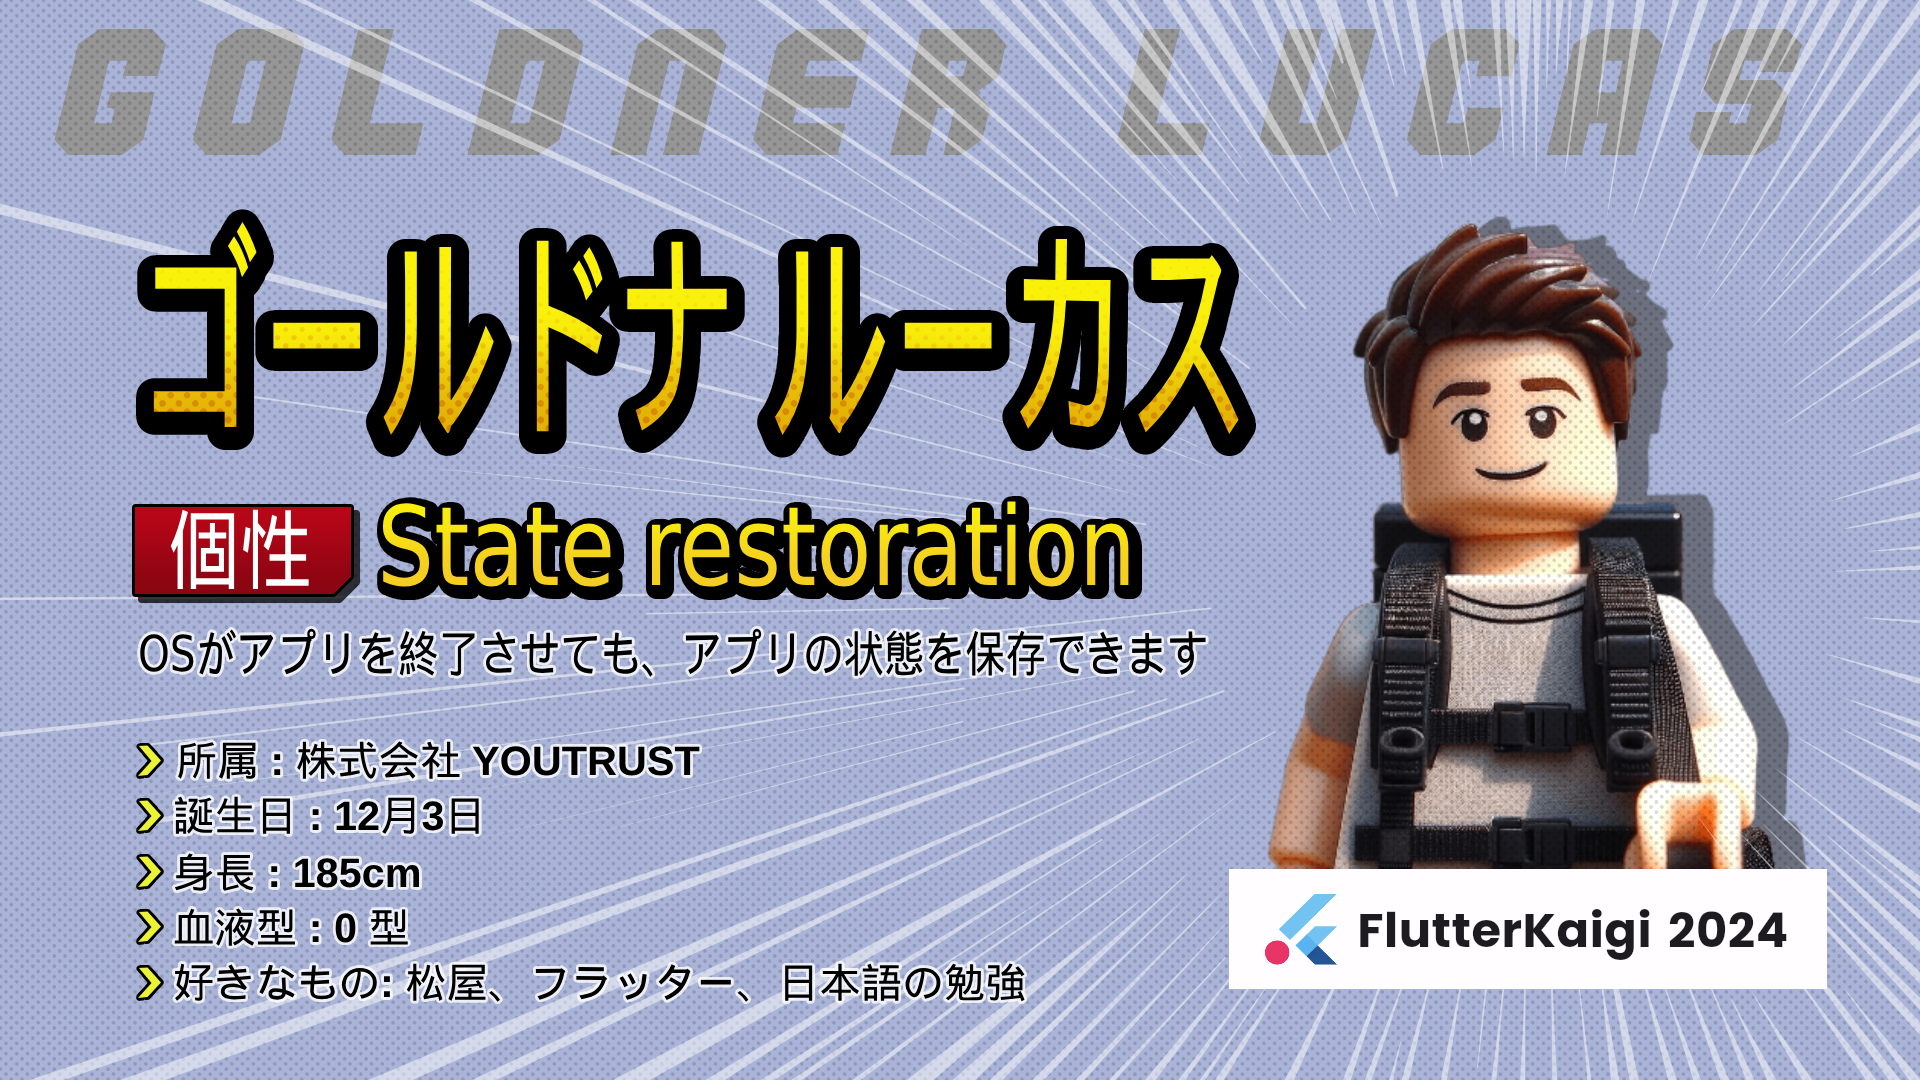 GOLDNER LUCAS
ゴールドナ ルーカス
個性 State restoration
OSがアプリを終了させても、アプリの状態を保存できます
所属 : 株式会社 YOUTRUST
誕生日 : 12月3日
身長 : 185cm
血液型 : 0 型
好きなもの: 松屋、フラッター、日本語の勉強
FlutterKaigi 2024